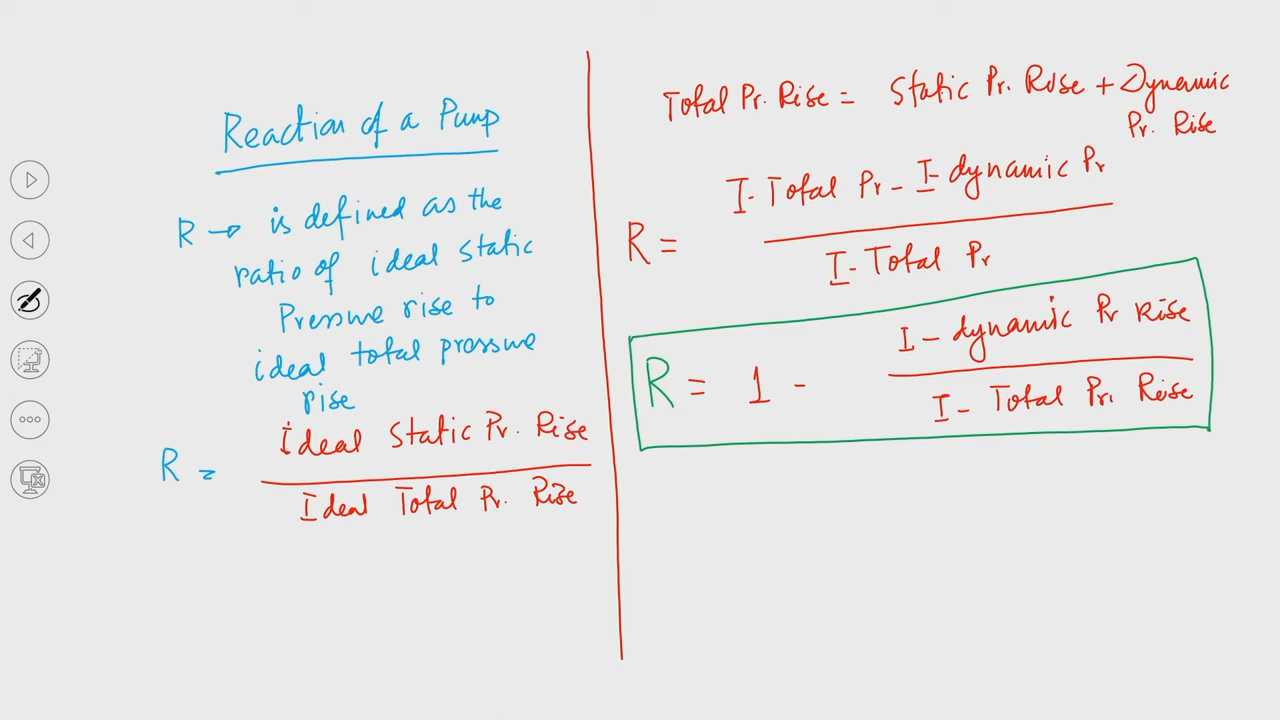 Reaction of a Pump
R → is defined as the
ratio of ideal static
Pressure rise to
ideal total pressure
rise
R = Ideal Static Pr. Rise
Ideal Total Pr. Rise
Total Pr. Rise = Static Pr. Rise + Dynamic
Pr. Rise
R = I - Total Pr - I - dynamic Pr
I - Total Pr
R = 1 - I - dynamic Pr Rise
I - Total Pr. Rise